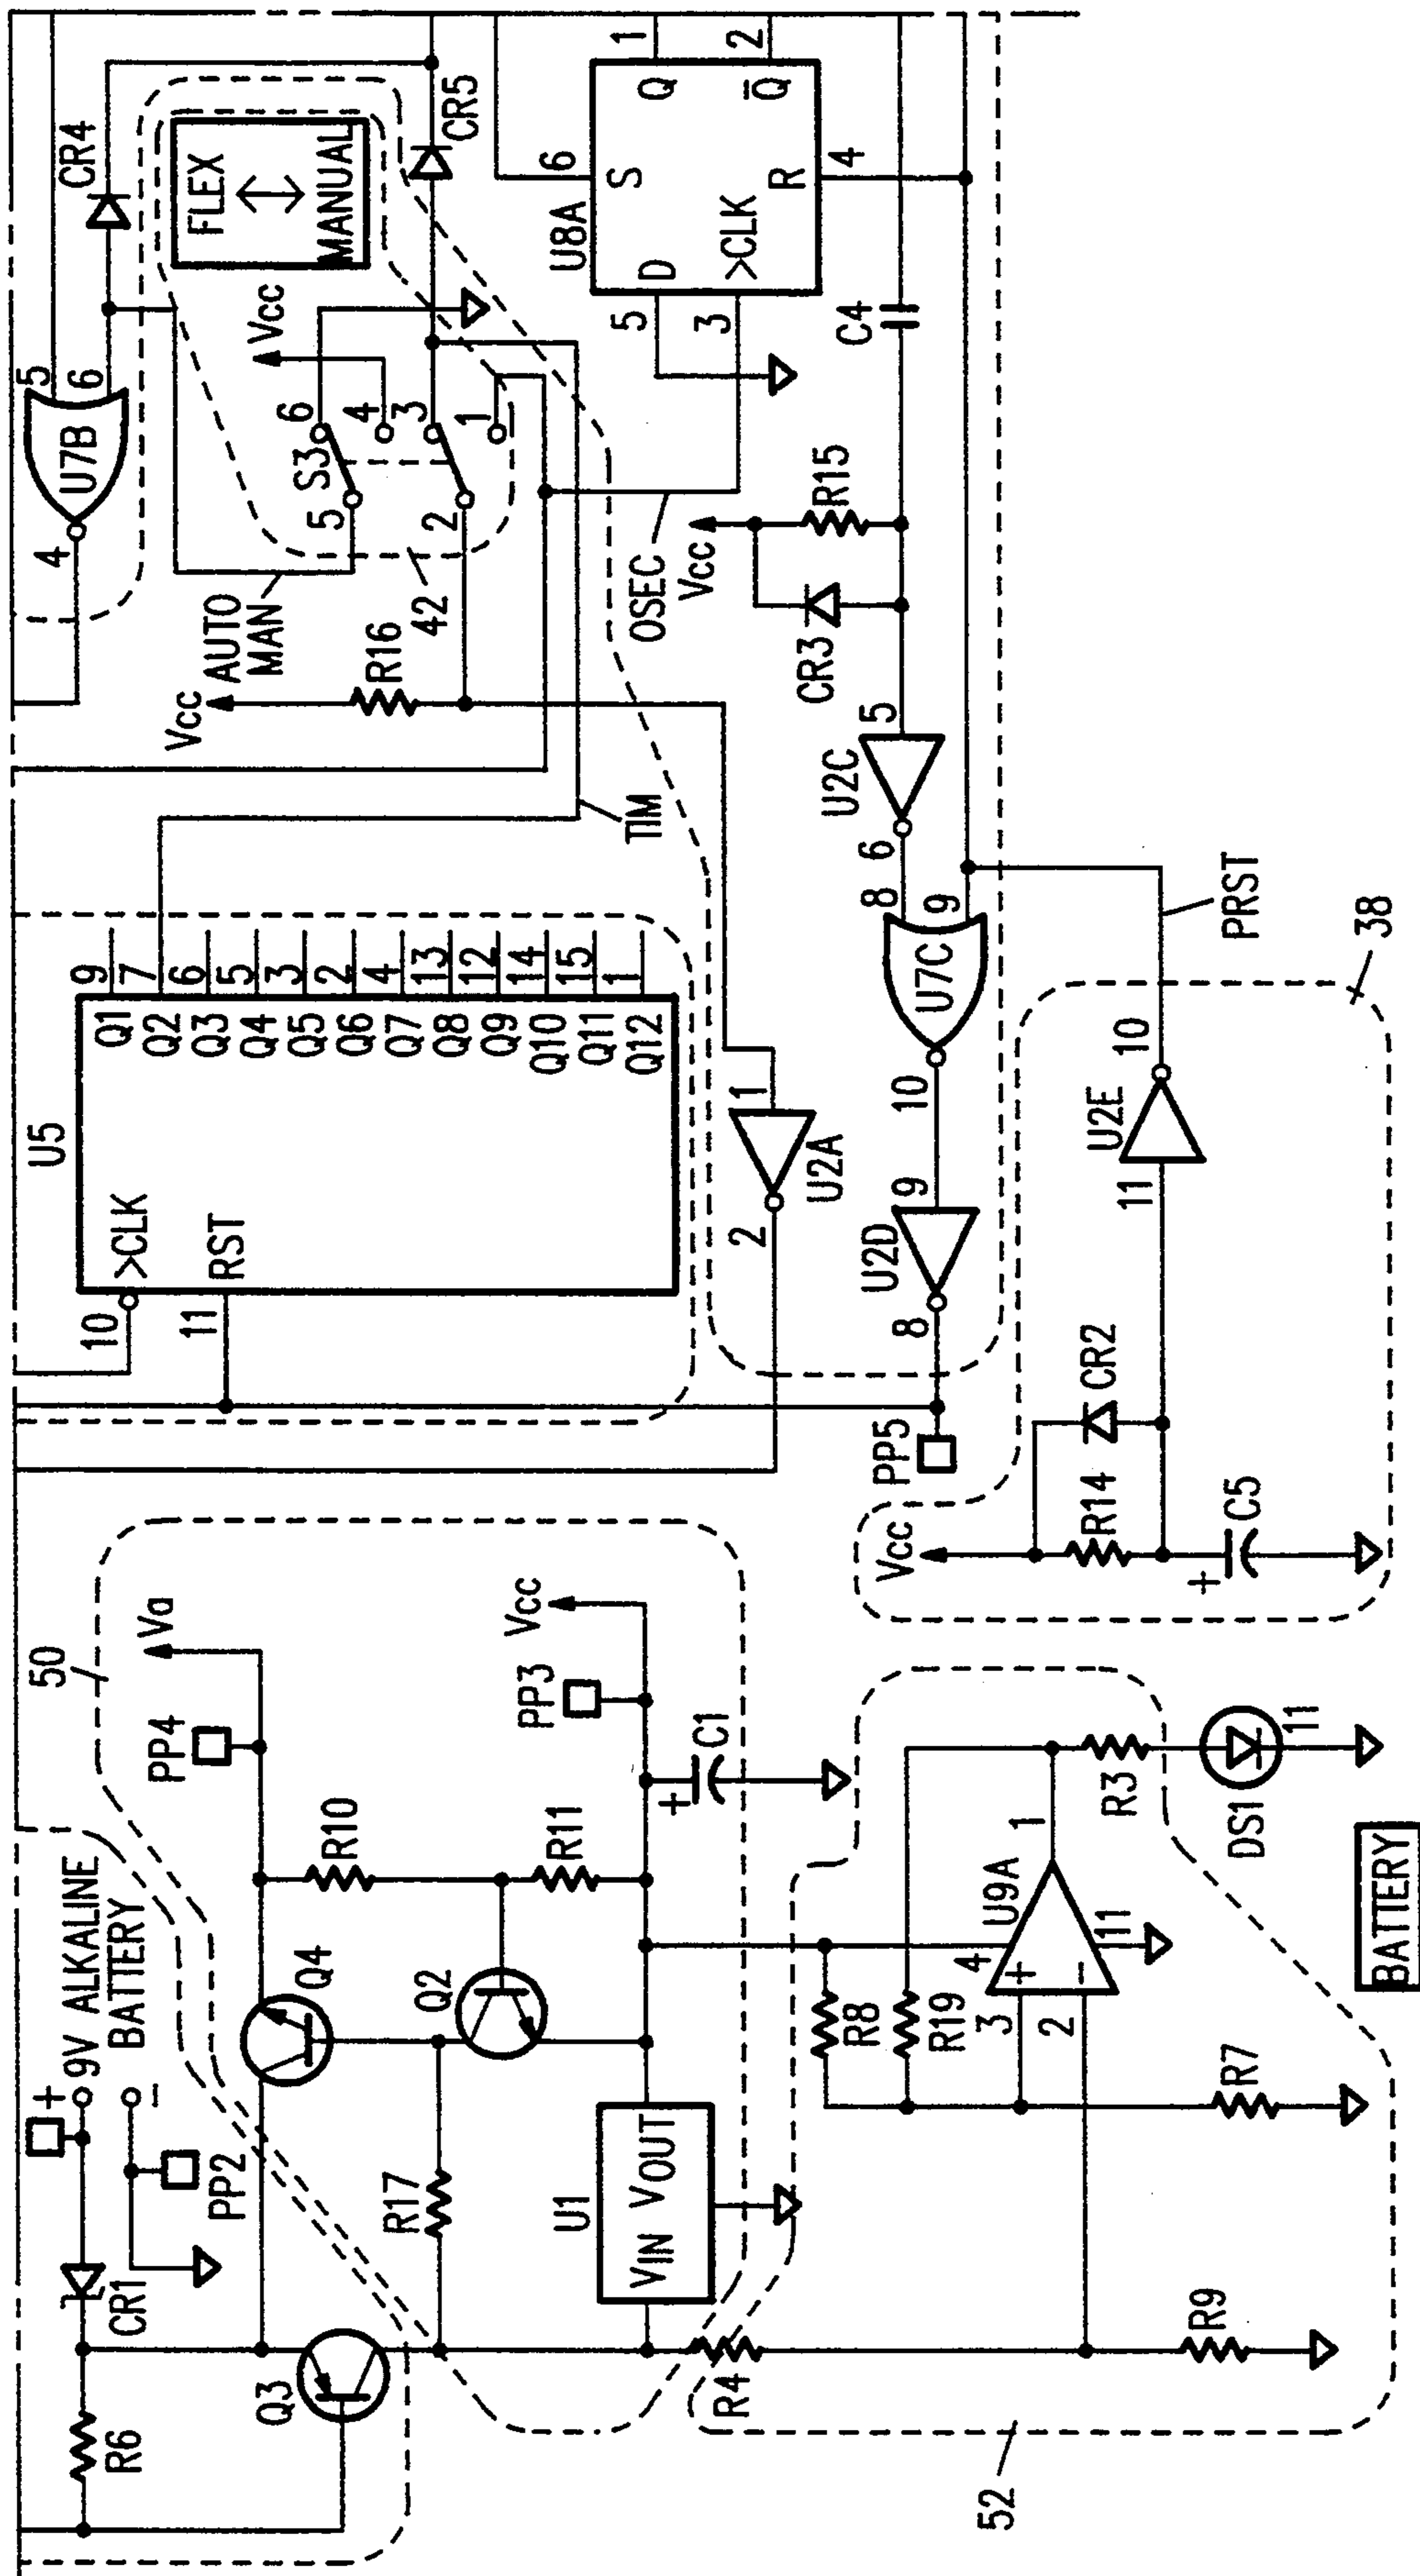 9V ALKALINE
BATTERY
+
−
CR1
PP2
R6
Q3
50
PP4
Va
Q4
R10
Q2
R11
R17
PP3
Vcc
U1
VIN VOUT
+
C1
R4
R8
R19
U9A
4
3
+
2
−
1
11
R7
R9
R3
DS1
11
BATTERY
52
U5
10
>CLK
11
RST
Q1 9
Q2 7
Q3 6
Q4 5
Q5 3
Q6 2
Q7 4
Q8 13
Q9 12
Q10 14
Q11 15
Q12 1
U7B
4
5
6
CR4
FLEX
MANUAL
CR5
AUTO
MAN
Vcc
S3
5
6
4
3
2
1
42
Vcc
R16
TIM
OSEC
U8A
5
D
3
>CLK
6
S
Q
1
Q̅
2
R
4
1
U2A
2
Vcc
CR3
R15
C4
5
U2C
6
8
9
U7C
10
9
U2D
8
PP5
PRST
38
Vcc
R14
CR2
+
C5
11
U2E
10